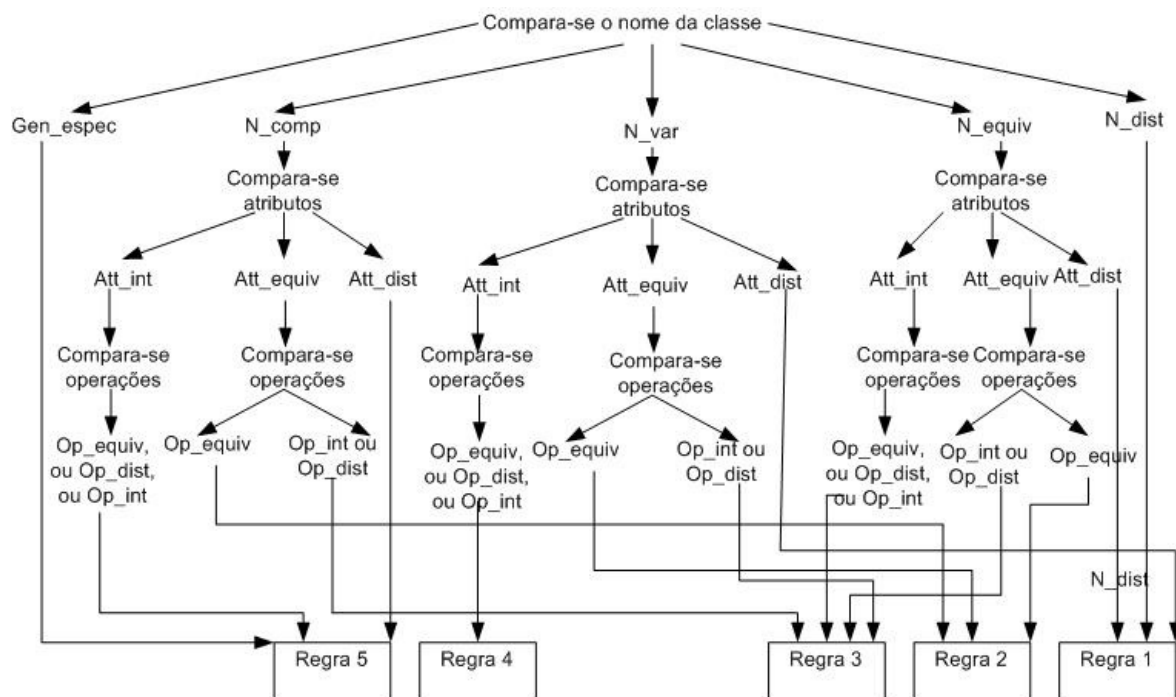 Compara-se o nome da classe
Gen_espec
N_comp
N_var
N_equiv
N_dist
Compara-se
atributos
Compara-se
atributos
Compara-se
atributos
Att_int
Att_equiv
Att_dist
Att_int
Att_equiv
Att_dist
Att_int
Att_equiv
Att_dist
Compara-se
operações
Compara-se
operações
Compara-se
operações
Compara-se
operações
Compara-se
operações
Compara-se
operações
Op_equiv,
ou Op_dist,
ou Op_int
Op_equiv
Op_int ou
Op_dist
Op_equiv,
ou Op_dist,
ou Op_int
Op_equiv
Op_int ou
Op_dist
Op_equiv,
ou Op_dist,
ou Op_int
Op_int ou
Op_dist
Op_equiv
N_dist
Regra 5
Regra 4
Regra 3
Regra 2
Regra 1